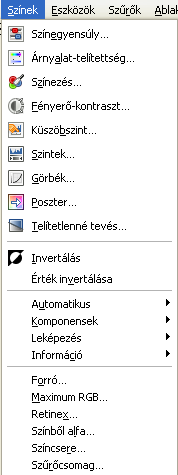 Színek Eszközök Szűrők Ablak
Színegyensúly...
Árnyalat-telítettség...
Színezés...
Fényerő-kontraszt...
Küszöbszint...
Szintek...
Görbék...
Poszter...
Telítetlenné tevés...
Invertálás
Érték invertálása
Automatikus
Komponensek
Leképezés
Információ
Forró...
Maximum RGB...
Retinex...
Színből alfa...
Színcsere...
Szűrőcsomag...